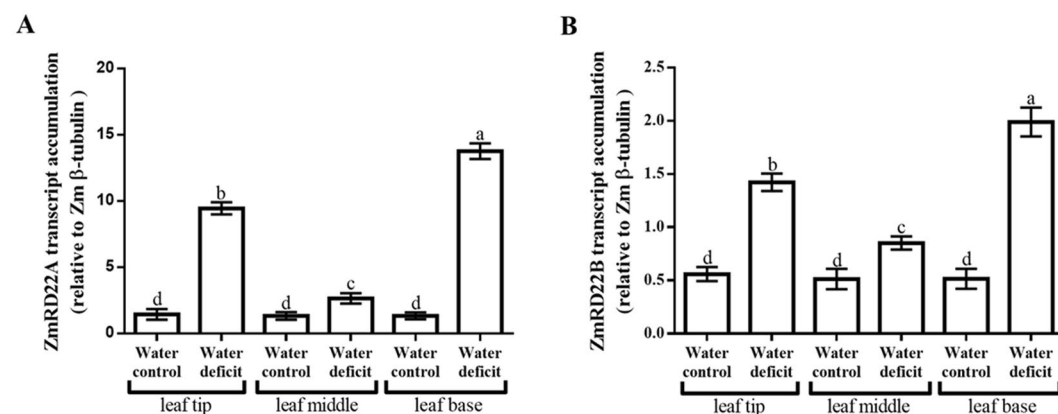 A
ZmRD22A transcript accumulation
(relative to Zm β-tubulin )
20
15
10
5
0
d
b
d
c
d
a
Water control
Water deficit
Water control
Water deficit
Water control
Water deficit
leaf tip
leaf middle
leaf base
B
ZmRD22B transcript accumulation
(relative to Zm β-tubulin )
2.5
2.0
1.5
1.0
0.5
0.0
d
b
d
c
d
a
Water control
Water deficit
Water control
Water deficit
Water control
Water deficit
leaf tip
leaf middle
leaf base